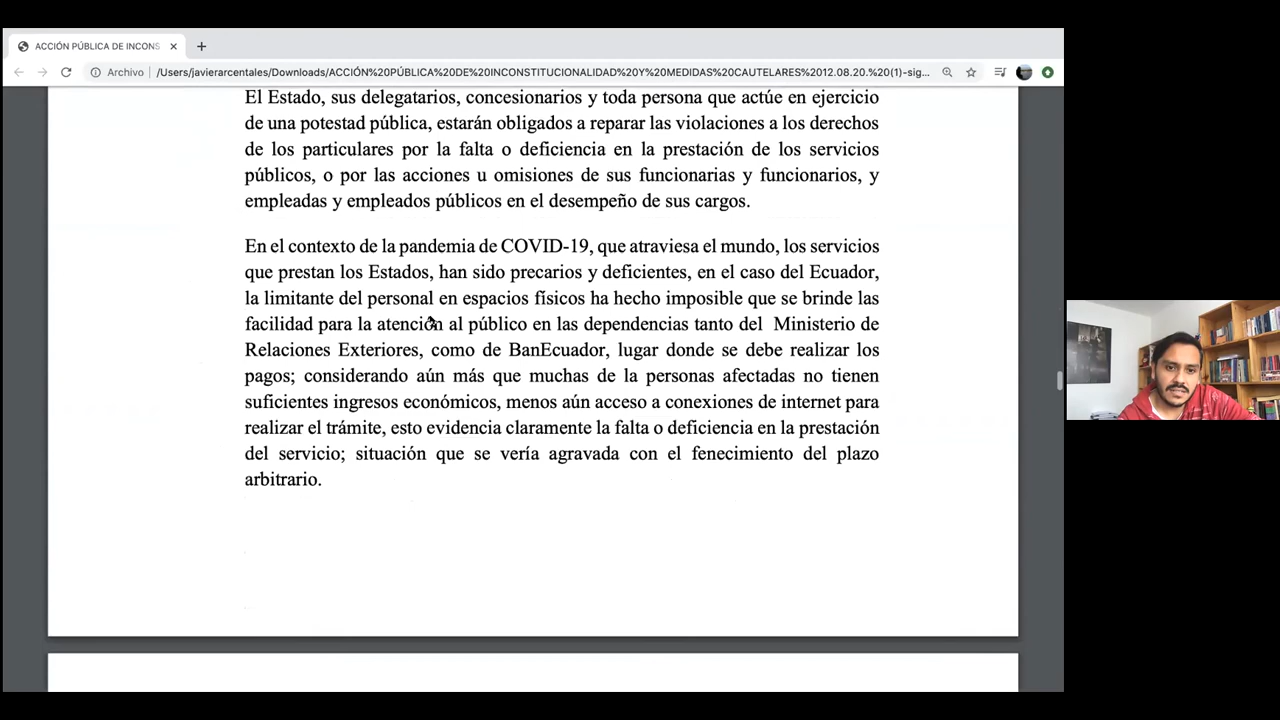 ACCIÓN PÚBLICA DE INCONS
Archivo /Users/javierarcentales/Downloads/ACCIÓN%20PÚBLICA%20DE%20INCONSTITUCIONALIDAD%20Y%20MEDIDAS%20CAUTELARES%2012.08.20.%20(1)-sig...
El Estado, sus delegatarios, concesionarios y toda persona que actúe en ejercicio
de una potestad pública, estarán obligados a reparar las violaciones a los derechos
de los particulares por la falta o deficiencia en la prestación de los servicios
públicos, o por las acciones u omisiones de sus funcionarias y funcionarios, y
empleadas y empleados públicos en el desempeño de sus cargos.
En el contexto de la pandemia de COVID-19, que atraviesa el mundo, los servicios
que prestan los Estados, han sido precarios y deficientes, en el caso del Ecuador,
la limitante del personal en espacios físicos ha hecho imposible que se brinde las
facilidad para la atención al público en las dependencias tanto del Ministerio de
Relaciones Exteriores, como de BanEcuador, lugar donde se debe realizar los
pagos; considerando aún más que muchas de la personas afectadas no tienen
suficientes ingresos económicos, menos aún acceso a conexiones de internet para
realizar el trámite, esto evidencia claramente la falta o deficiencia en la prestación
del servicio; situación que se vería agravada con el fenecimiento del plazo
arbitrario.